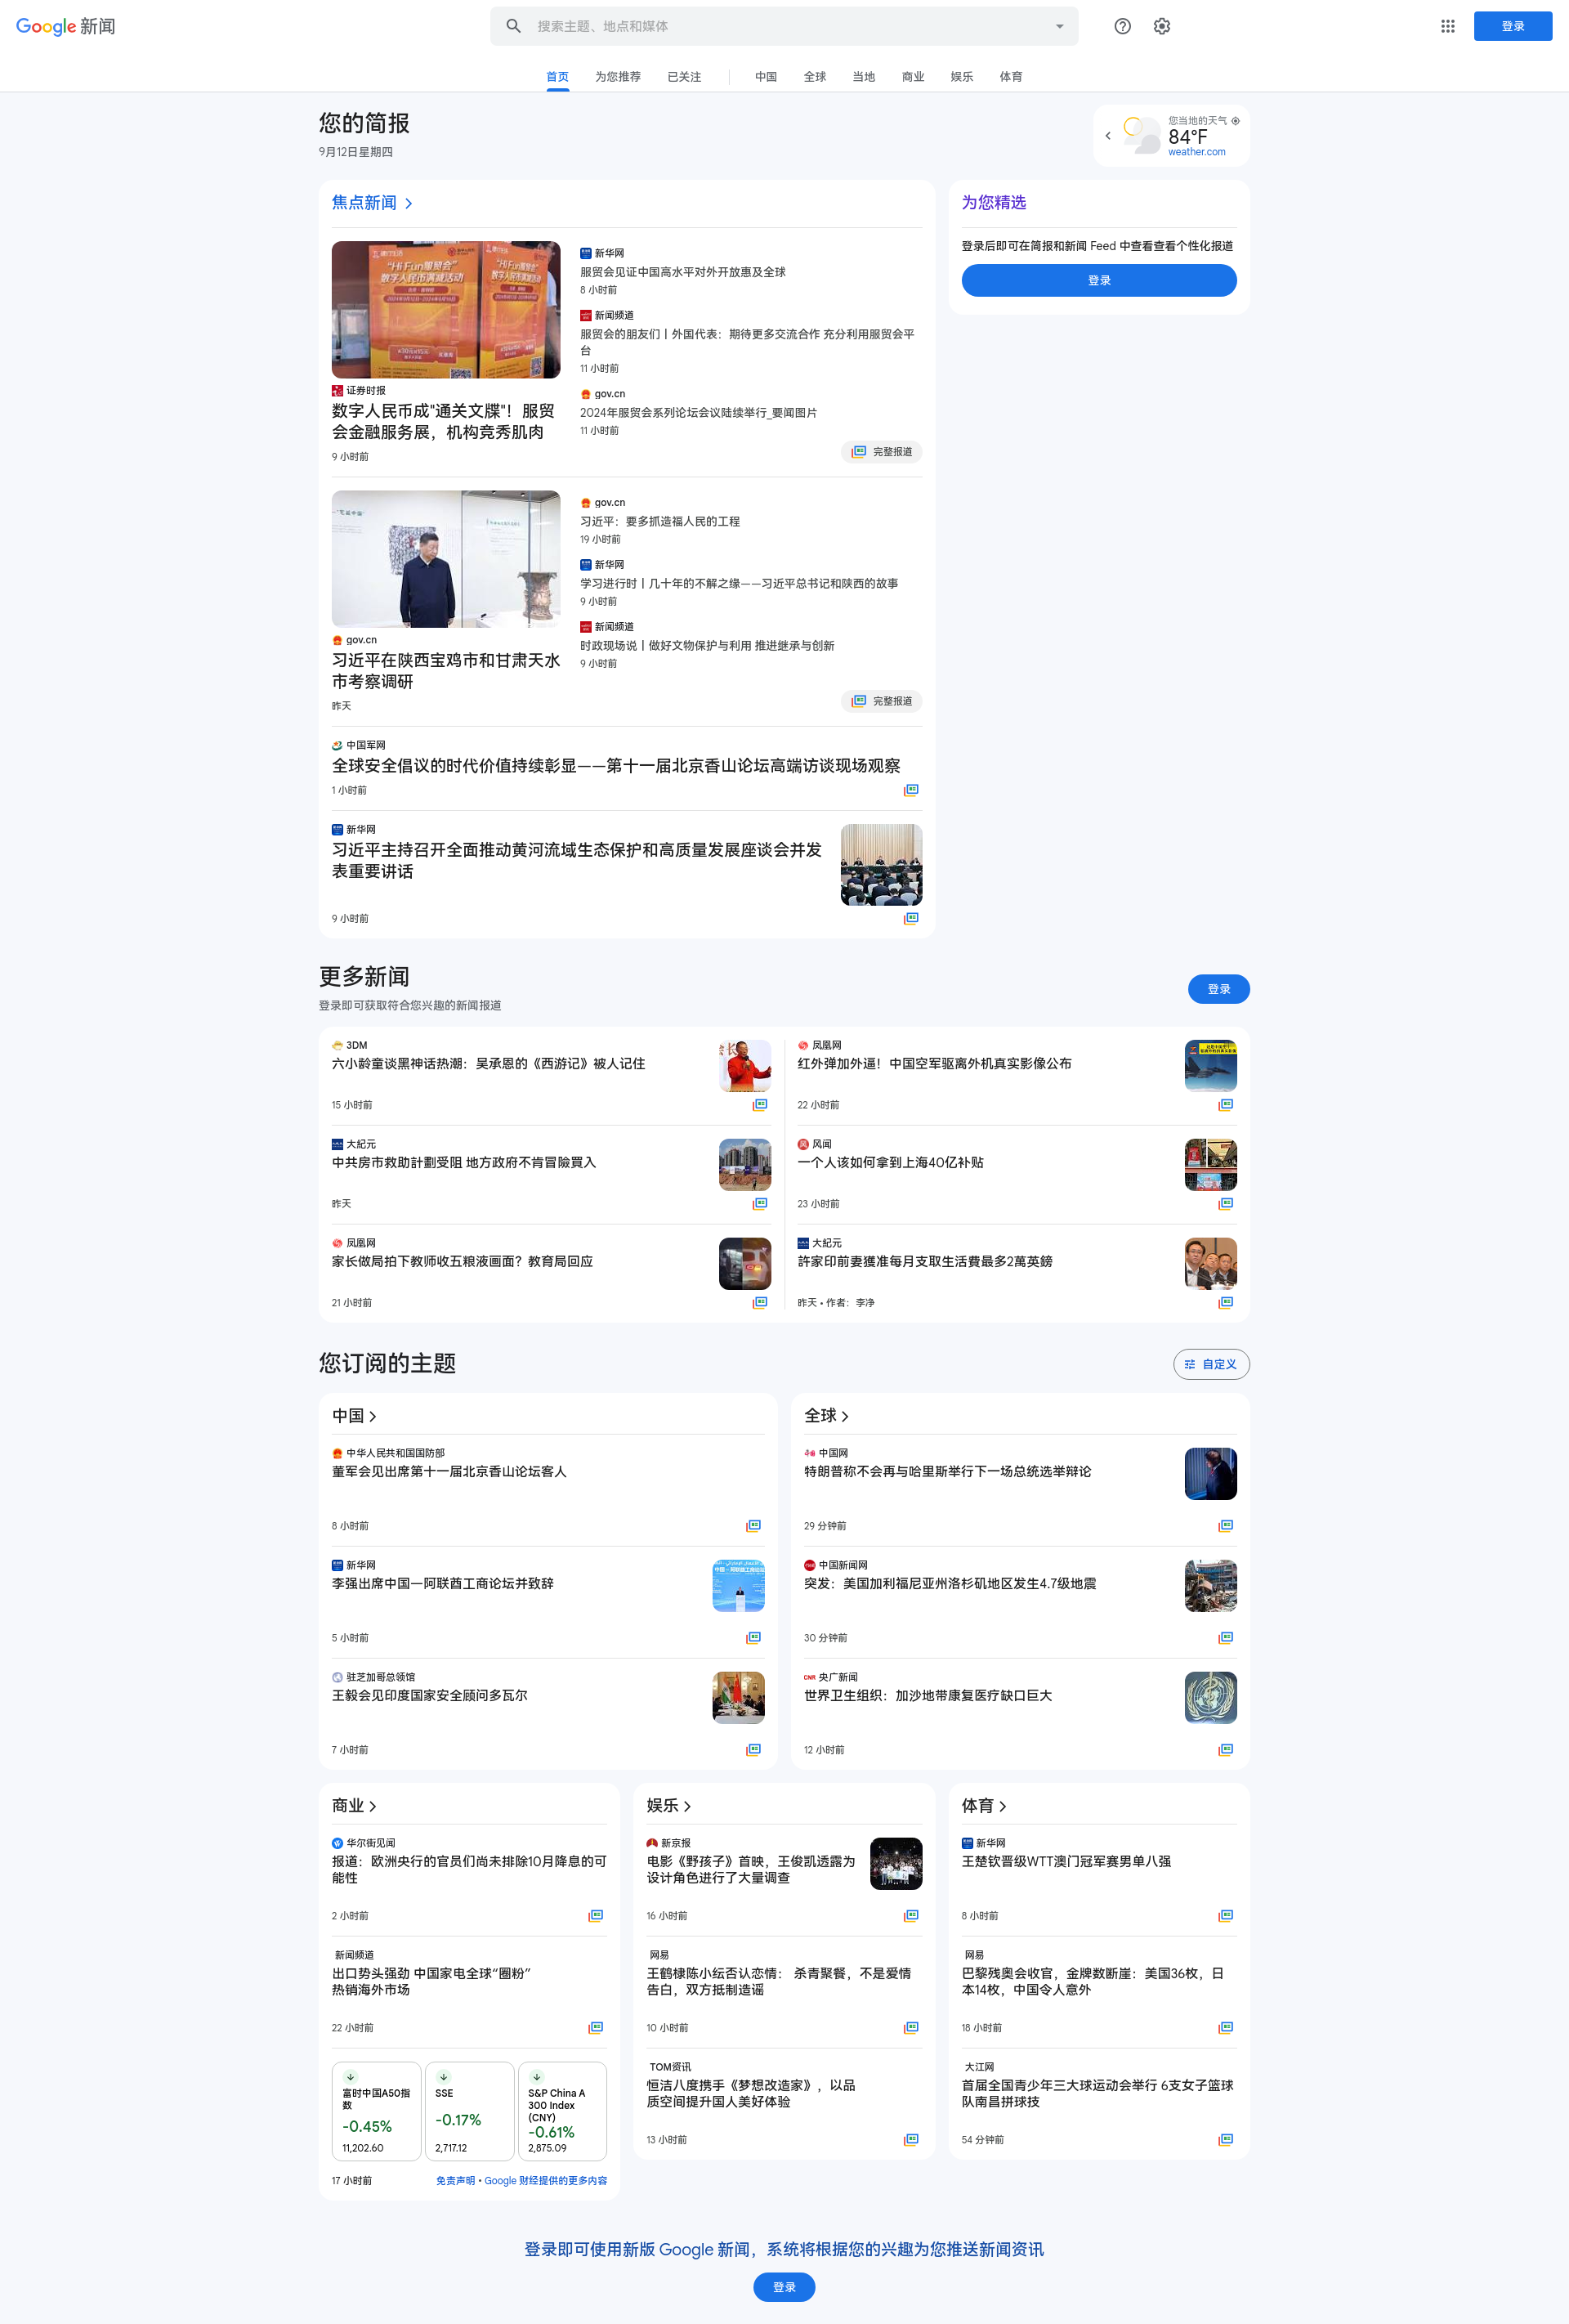 Google 新闻
搜索主题、地点和媒体
登录
首页
为您推荐
已关注
中国
全球
当地
商业
娱乐
体育
您的简报
9月12日星期四
您当地的天气
84°F
weather.com
焦点新闻
“Hi Fun服贸会”
数字人民币满减活动
证券时报
数字人民币成"通关文牒"！服贸
会金融服务展，机构竞秀肌肉
9 小时前
新华网
服贸会见证中国高水平对外开放惠及全球
8 小时前
新闻频道
服贸会的朋友们丨外国代表：期待更多交流合作 充分利用服贸会平
台
11 小时前
gov.cn
2024年服贸会系列论坛会议陆续举行_要闻图片
11 小时前
完整报道
gov.cn
习近平在陕西宝鸡市和甘肃天水
市考察调研
昨天
gov.cn
习近平：要多抓造福人民的工程
19 小时前
新华网
学习进行时丨几十年的不解之缘——习近平总书记和陕西的故事
9 小时前
新闻频道
时政现场说丨做好文物保护与利用 推进继承与创新
9 小时前
完整报道
中国军网
全球安全倡议的时代价值持续彰显——第十一届北京香山论坛高端访谈现场观察
1 小时前
新华网
习近平主持召开全面推动黄河流域生态保护和高质量发展座谈会并发
表重要讲话
9 小时前
为您精选
登录后即可在简报和新闻 Feed 中查看查看个性化报道
登录
更多新闻
登录即可获取符合您兴趣的新闻报道
登录
3DM
六小龄童谈黑神话热潮：吴承恩的《西游记》被人记住
15 小时前
凤凰网
红外弹加外逼！中国空军驱离外机真实影像公布
22 小时前
大紀元
中共房市救助計劃受阻 地方政府不肯冒險買入
昨天
风闻
一个人该如何拿到上海40亿补贴
23 小时前
凤凰网
家长做局拍下教师收五粮液画面？教育局回应
21 小时前
大紀元
許家印前妻獲准每月支取生活費最多2萬英鎊
昨天 • 作者：李净
您订阅的主题
自定义
中国
中华人民共和国国防部
董军会见出席第十一届北京香山论坛客人
8 小时前
新华网
李强出席中国—阿联酋工商论坛并致辞
5 小时前
驻芝加哥总领馆
王毅会见印度国家安全顾问多瓦尔
7 小时前
全球
中国网
特朗普称不会再与哈里斯举行下一场总统选举辩论
29 分钟前
中国新闻网
突发：美国加利福尼亚州洛杉矶地区发生4.7级地震
30 分钟前
CNR
央广新闻
世界卫生组织：加沙地带康复医疗缺口巨大
12 小时前
商业
华尔街见闻
报道：欧洲央行的官员们尚未排除10月降息的可
能性
2 小时前
新闻频道
出口势头强劲 中国家电全球“圈粉”
热销海外市场
22 小时前
富时中国A50指
数
-0.45%
11,202.60
SSE
-0.17%
2,717.12
S&P China A
300 Index
(CNY)
-0.61%
2,875.09
17 小时前
免责声明 • Google 财经提供的更多内容
娱乐
新京报
电影《野孩子》首映，王俊凯透露为
设计角色进行了大量调查
16 小时前
网易
王鹤棣陈小纭否认恋情： 杀青聚餐，不是爱情
告白，双方抵制造谣
10 小时前
TOM资讯
恒洁八度携手《梦想改造家》，以品
质空间提升国人美好体验
13 小时前
体育
新华网
王楚钦晋级WTT澳门冠军赛男单八强
8 小时前
网易
巴黎残奥会收官，金牌数断崖：美国36枚，日
本14枚，中国令人意外
18 小时前
大江网
首届全国青少年三大球运动会举行 6支女子篮球
队南昌拼球技
54 分钟前
登录即可使用新版 Google 新闻，系统将根据您的兴趣为您推送新闻资讯
登录